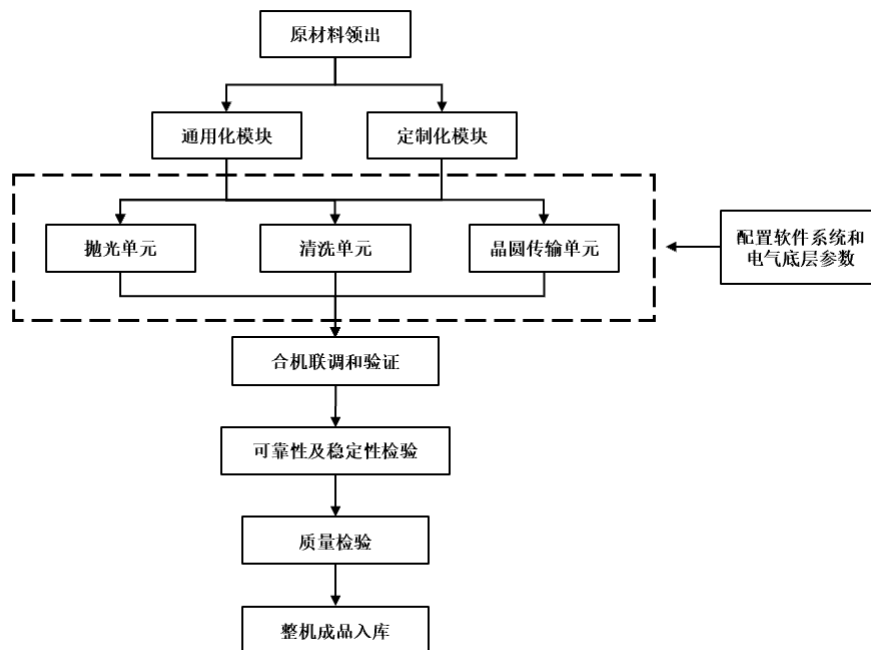 原材料领出
通用化模块
定制化模块
抛光单元
清洗单元
晶圆传输单元
配置软件系统和
电气底层参数
合机联调和验证
可靠性及稳定性检验
质量检验
整机成品入库